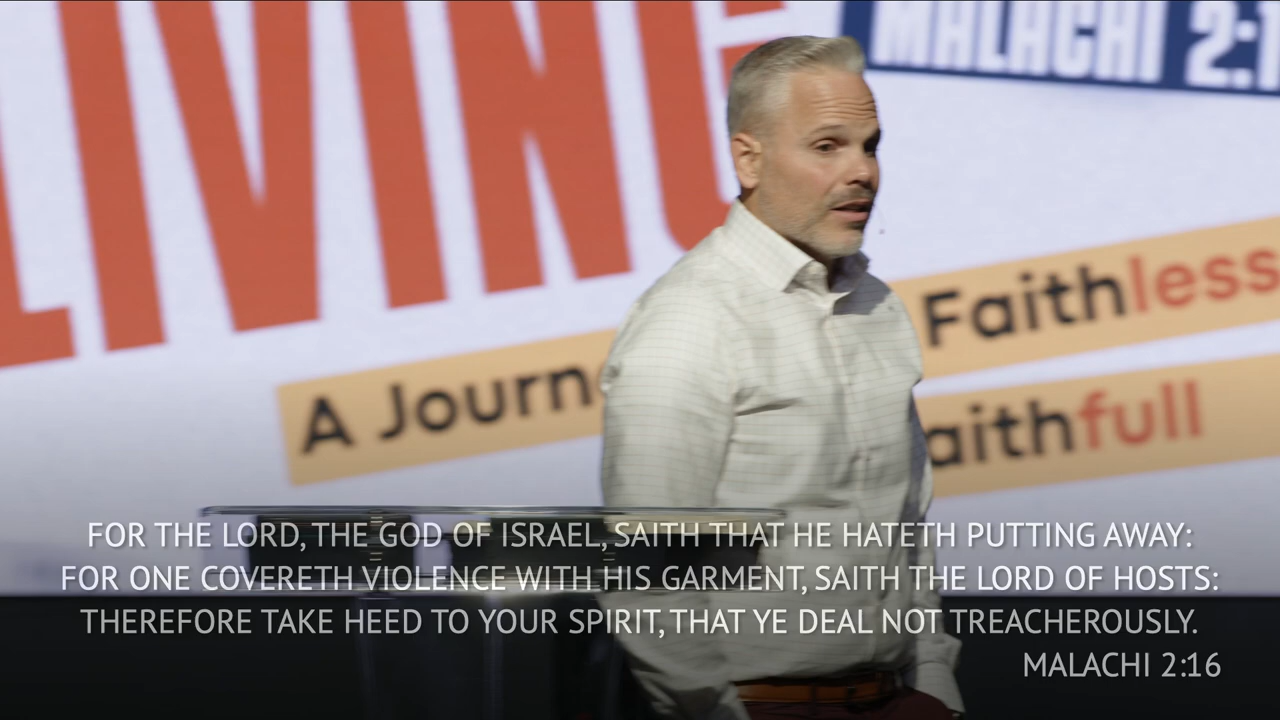 LIVING
MALACHI 2:1
A Journ Faithless
aithfull
FOR THE LORD, THE GOD OF ISRAEL, SAITH THAT HE HATETH PUTTING AWAY:
FOR ONE COVERETH VIOLENCE WITH HIS GARMENT, SAITH THE LORD OF HOSTS:
THEREFORE TAKE HEED TO YOUR SPIRIT, THAT YE DEAL NOT TREACHEROUSLY.
MALACHI 2:16